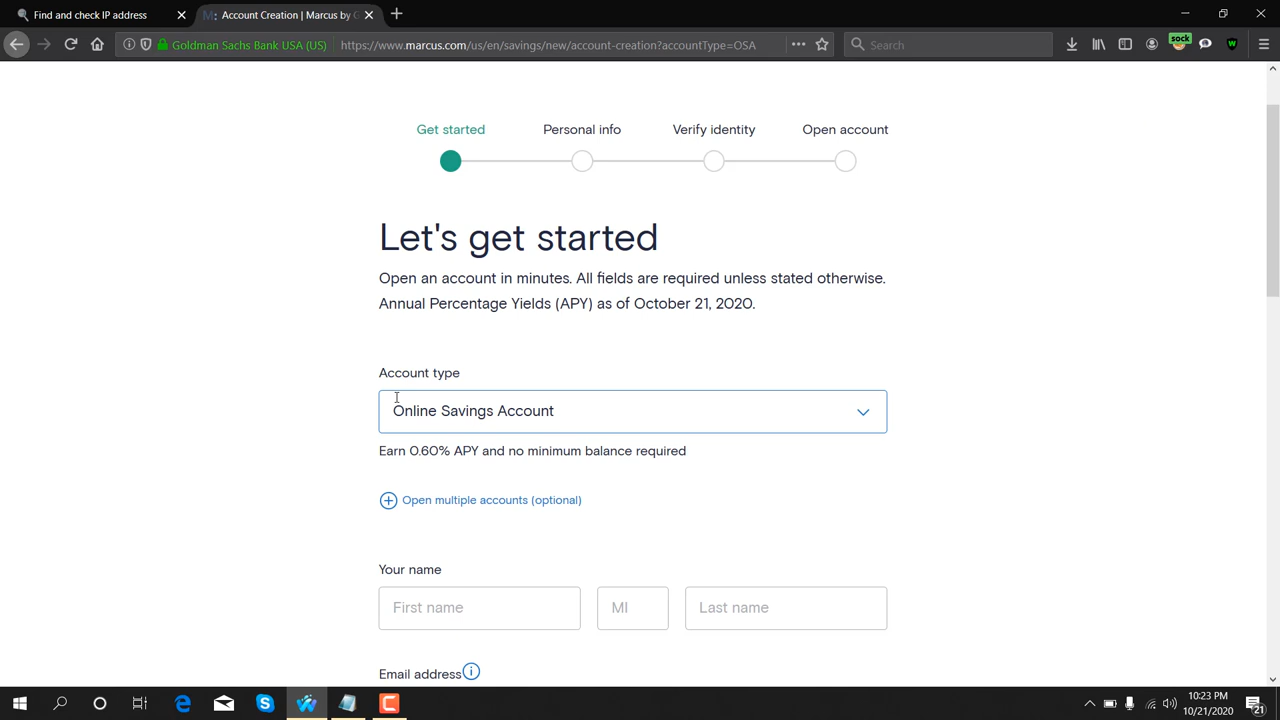 Find and check IP address
M: Account Creation | Marcus by G
Goldman Sachs Bank USA (US)
https://www.marcus.com/us/en/savings/new/account-creation?accountType=OSA
Search
sock
Get started
Personal info
Verify identity
Open account
Let's get started
Open an account in minutes. All fields are required unless stated otherwise.
Annual Percentage Yields (APY) as of October 21, 2020.
Account type
Online Savings Account
Earn 0.60% APY and no minimum balance required
Open multiple accounts (optional)
Your name
First name
MI
Last name
Email address
10:23 PM
10/21/2020
21